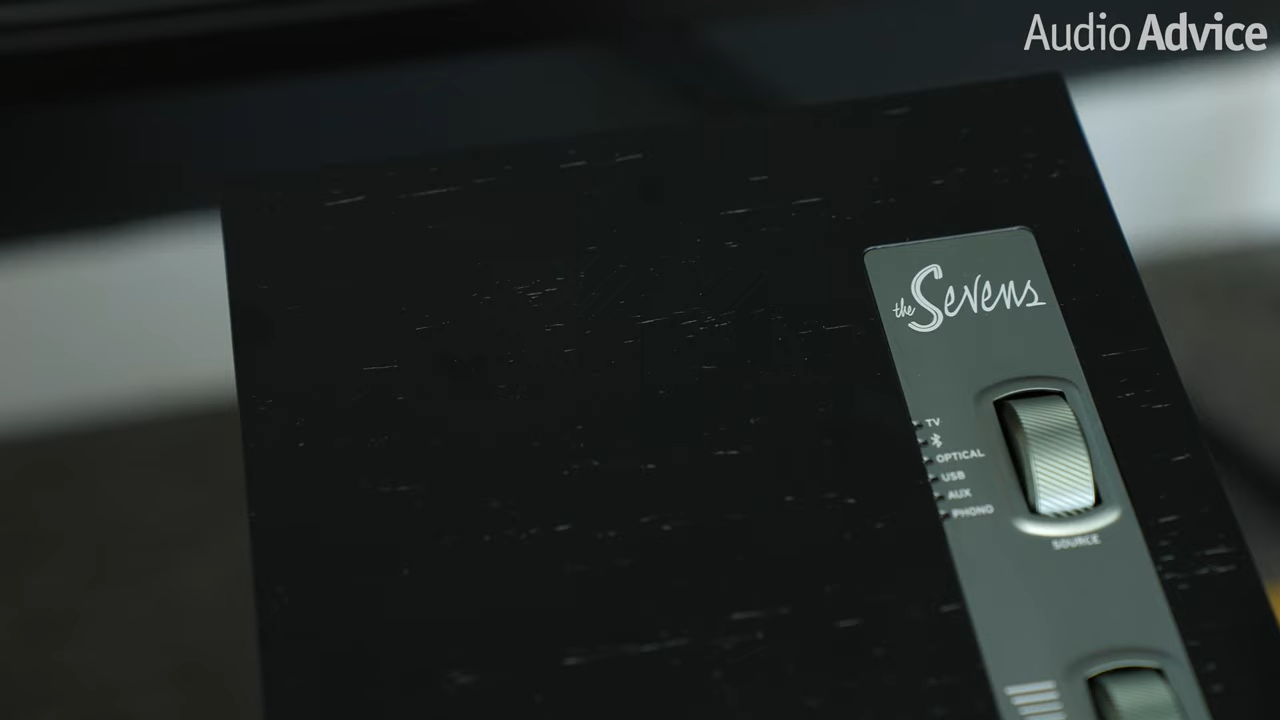 Audio Advice
the Sevens
TV
OPTICAL
USB
AUX
PHONO
SOURCE